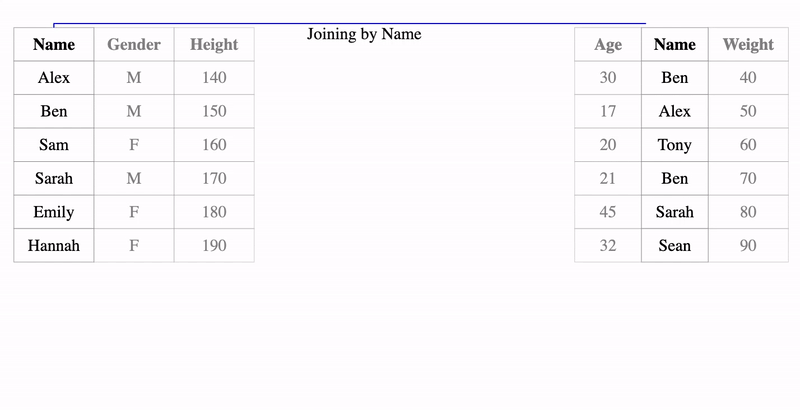 Joining by Name
Name Gender Height
Alex M 140
Ben M 150
Sam F 160
Sarah M 170
Emily F 180
Hannah F 190
Age Name Weight
30 Ben 40
17 Alex 50
20 Tony 60
21 Ben 70
45 Sarah 80
32 Sean 90